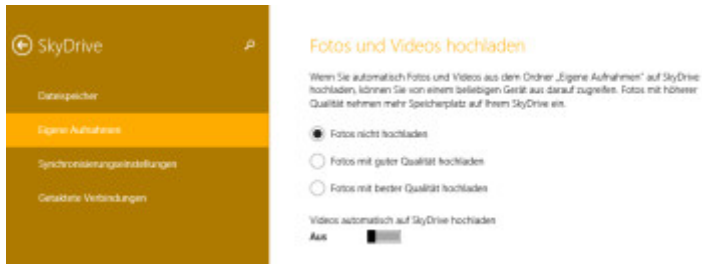 SkyDrive
Dateispeicher
Eigene Aufnahmen
Synchronisierungseinstellungen
Getaktete Verbindungen
Fotos und Videos hochladen
Wenn Sie automatisch Fotos und Videos aus dem Ordner „Eigene Aufnahmen" auf SkyDrive
hochladen, können Sie von einem beliebigen Gerät aus darauf zugreifen. Fotos mit höherer
Qualität nehmen mehr Speicherplatz auf Ihrem SkyDrive ein.
Fotos nicht hochladen
Fotos mit guter Qualität hochladen
Fotos mit bester Qualität hochladen
Videos automatisch auf SkyDrive hochladen
Aus